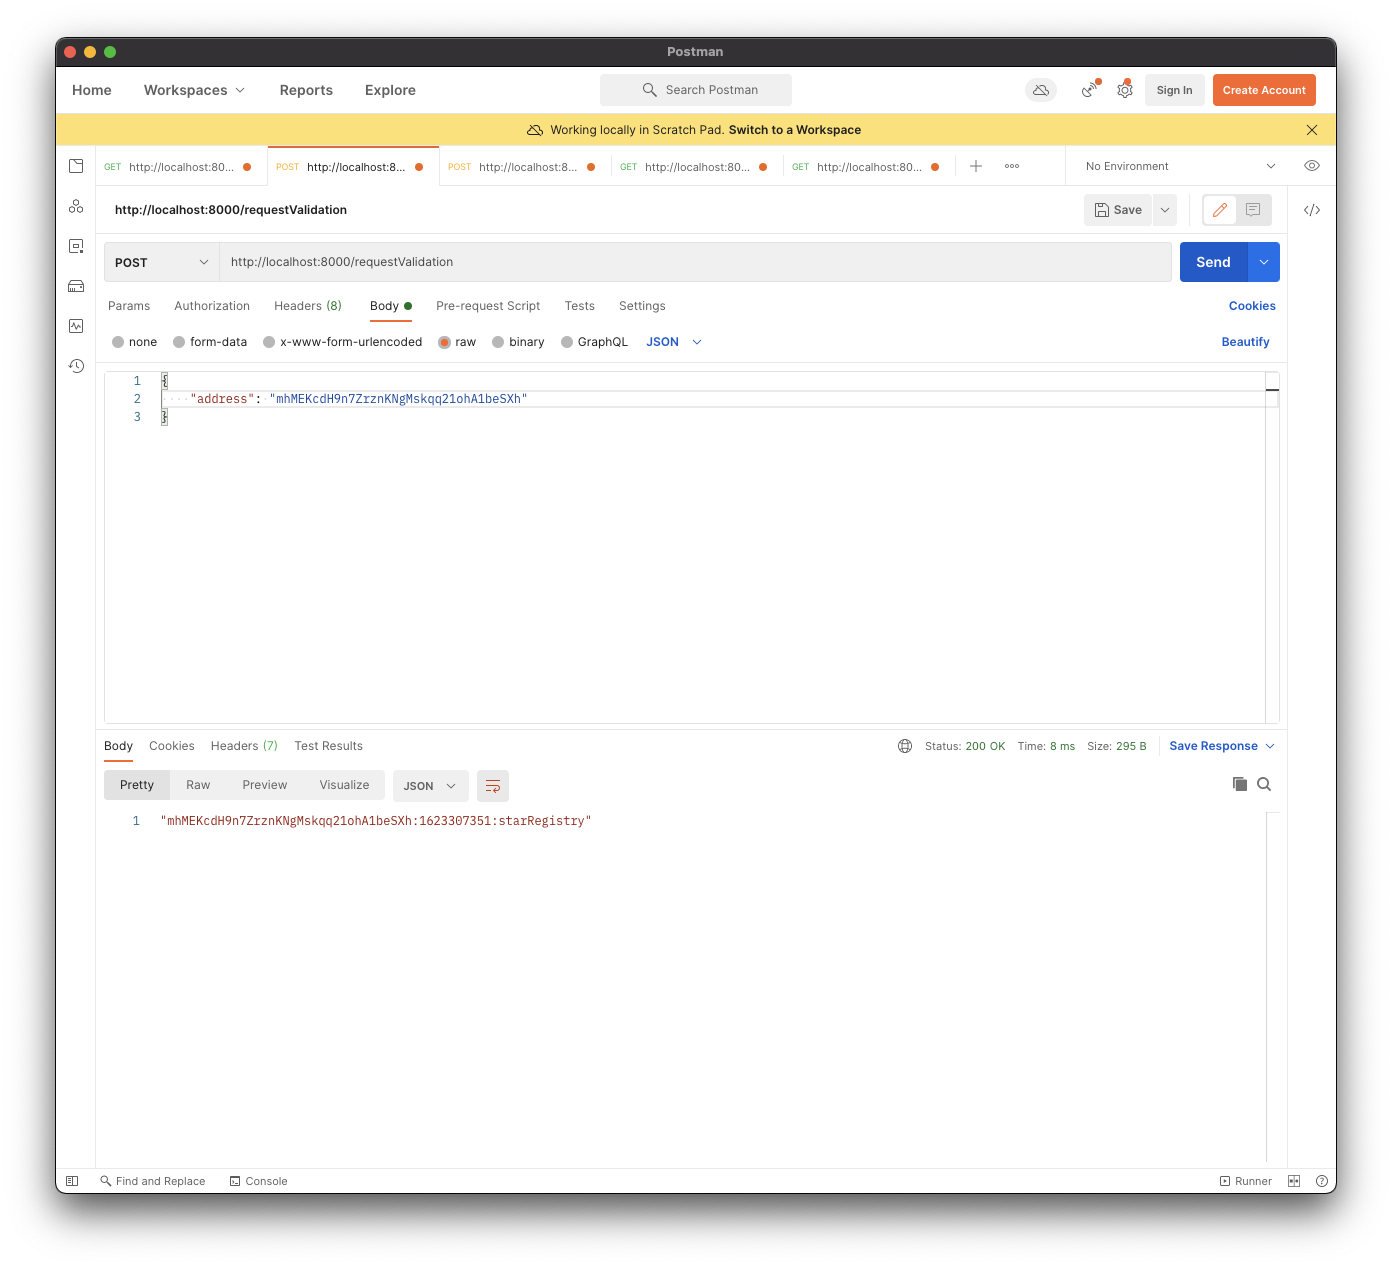 Postman
Home Workspaces Reports Explore Search Postman Sign In Create Account
Working locally in Scratch Pad. Switch to a Workspace
GET http://localhost:80... POST http://localhost:8... POST http://localhost:8... GET http://localhost:80... GET http://localhost:80... No Environment
http://localhost:8000/requestValidation Save
POST http://localhost:8000/requestValidation Send
Params Authorization Headers (8) Body Pre-request Script Tests Settings Cookies
none form-data x-www-form-urlencoded raw binary GraphQL JSON Beautify
1 {
2 "address": "mhMEKcdH9n7ZrznKNgMskqq21ohA1beSXh"
3 }
Body Cookies Headers (7) Test Results Status: 200 OK Time: 8 ms Size: 295 B Save Response
Pretty Raw Preview Visualize JSON
1 "mhMEKcdH9n7ZrznKNgMskqq21ohA1beSXh:1623307351:starRegistry"
Find and Replace Console Runner